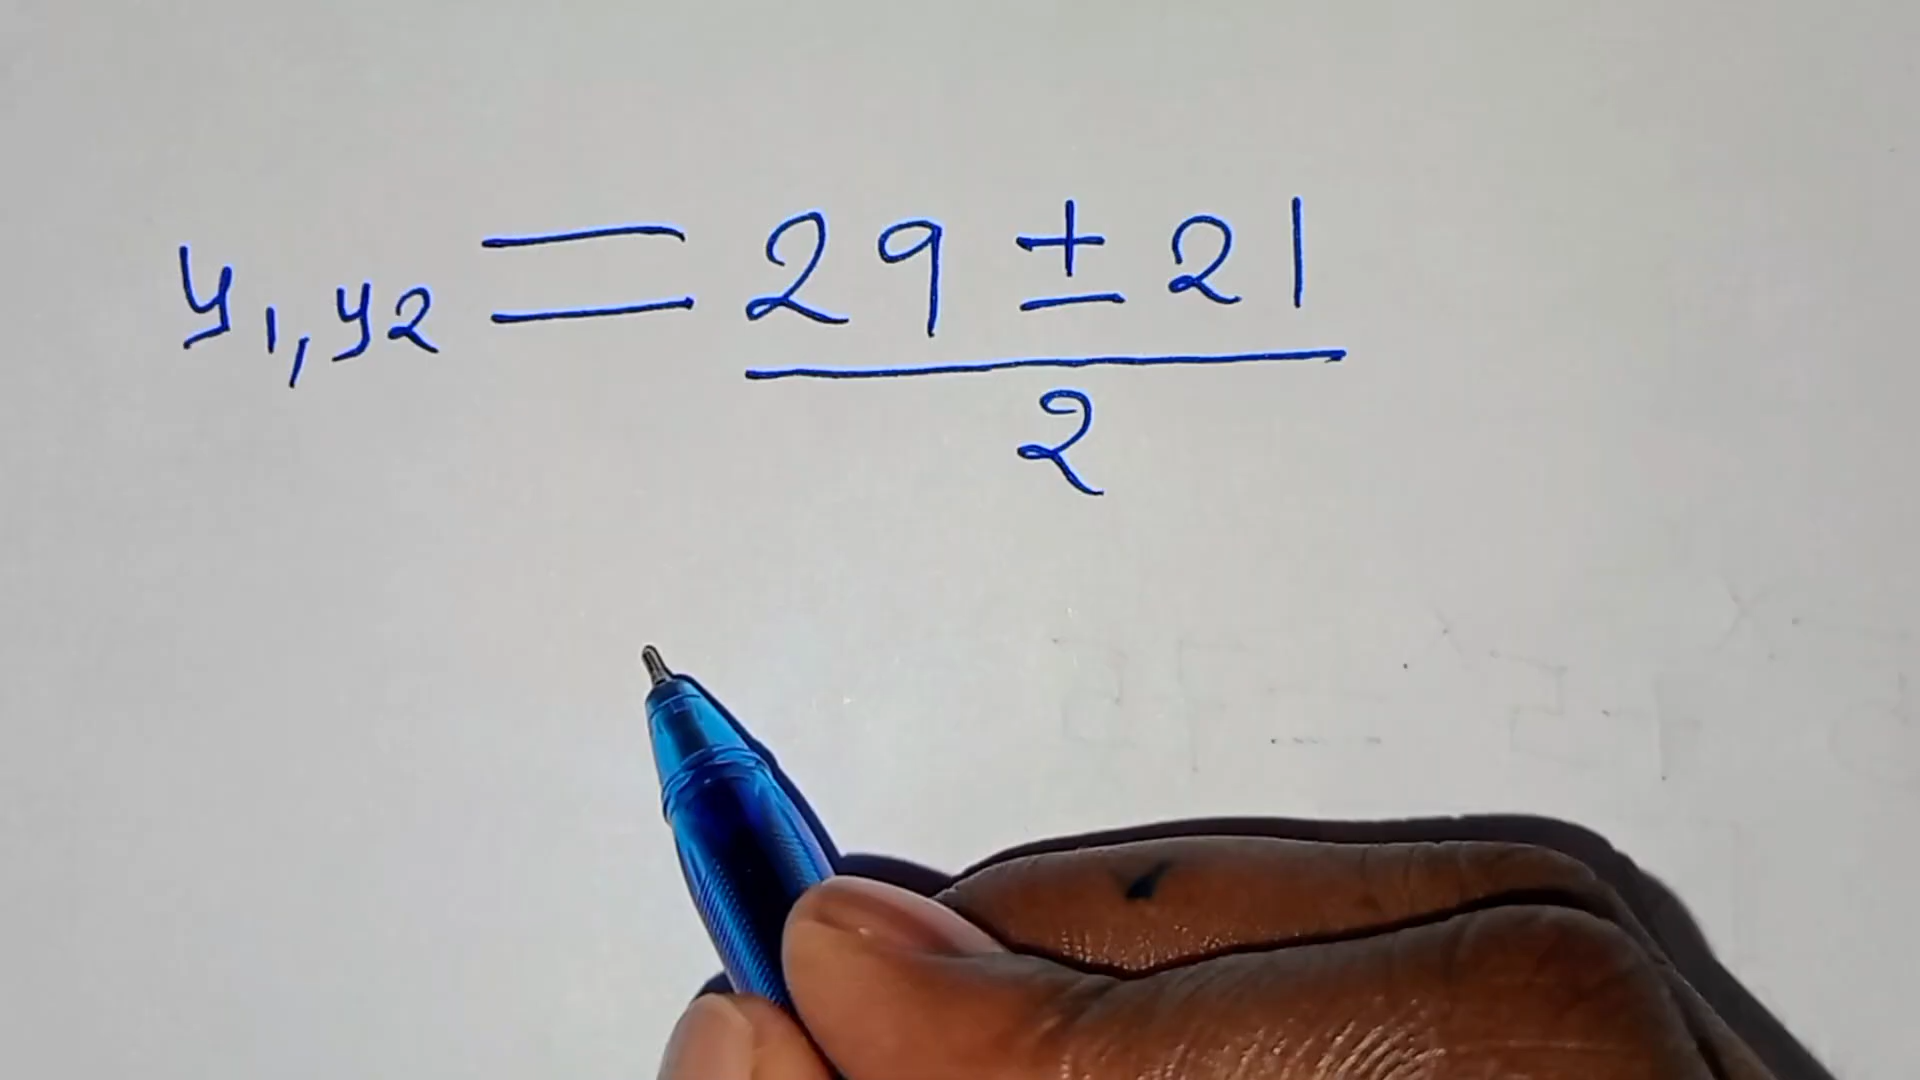 y₁, y₂ = 29 ± 21
2